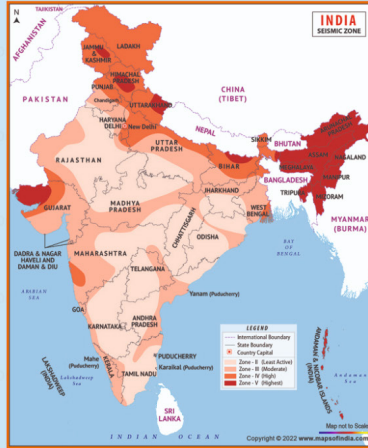 INDIA
SEISMIC ZONE
N
TAJIKISTAN
AFGHANISTAN
JAMMU
&
KASHMIR
LADAKH
HIMACHAL
PRADESH
PUNJAB
Chandigarh
UTTARAKHAND
PAKISTAN
CHINA
(TIBET)
HARYANA
DELHI
New Delhi
NEPAL
RAJASTHAN
UTTAR
PRADESH
SIKKIM
BHUTAN
ARUNACHAL
PRADESH
ASSAM
NAGALAND
MEGHALAYA
MANIPUR
BIHAR
BANGLADESH
TRIPURA
MIZORAM
JHARKHAND
WEST
BENGAL
GUJARAT
MADHYA
PRADESH
CHHATTISGARH
ODISHA
MYANMAR
(BURMA)
DADRA & NAGAR
HAVELI AND
DAMAN & DIU
MAHARASHTRA
BAY
OF
BENGAL
ARABIAN
SEA
TELANGANA
Yanam (Puducherry)
GOA
KARNATAKA
ANDHRA
PRADESH
LEGEND
International Boundary
State Boundary
Country Capital
Zone - II (Least Active)
Zone - III (Moderate)
Zone - IV (High)
Zone - V (Highest)
Mahe
(Puducherry)
PUDUCHERRY
Karaikal (Puducherry)
LAKSHADWEEP
(INDIA)
Lakshadweep
Sea
KERALA
TAMIL NADU
ANDAMAN & NICOBAR ISLANDS
(INDIA)
Andaman
Sea
SRI
LANKA
INDIAN OCEAN
Map not to Scale
Copyright © 2022 www.mapsofindia.com